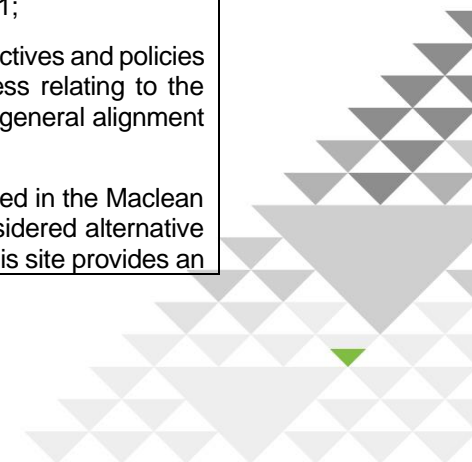 1;
ctives and policies
ess relating to the
general alignment
ed in the Maclean
sidered alternative
is site provides an